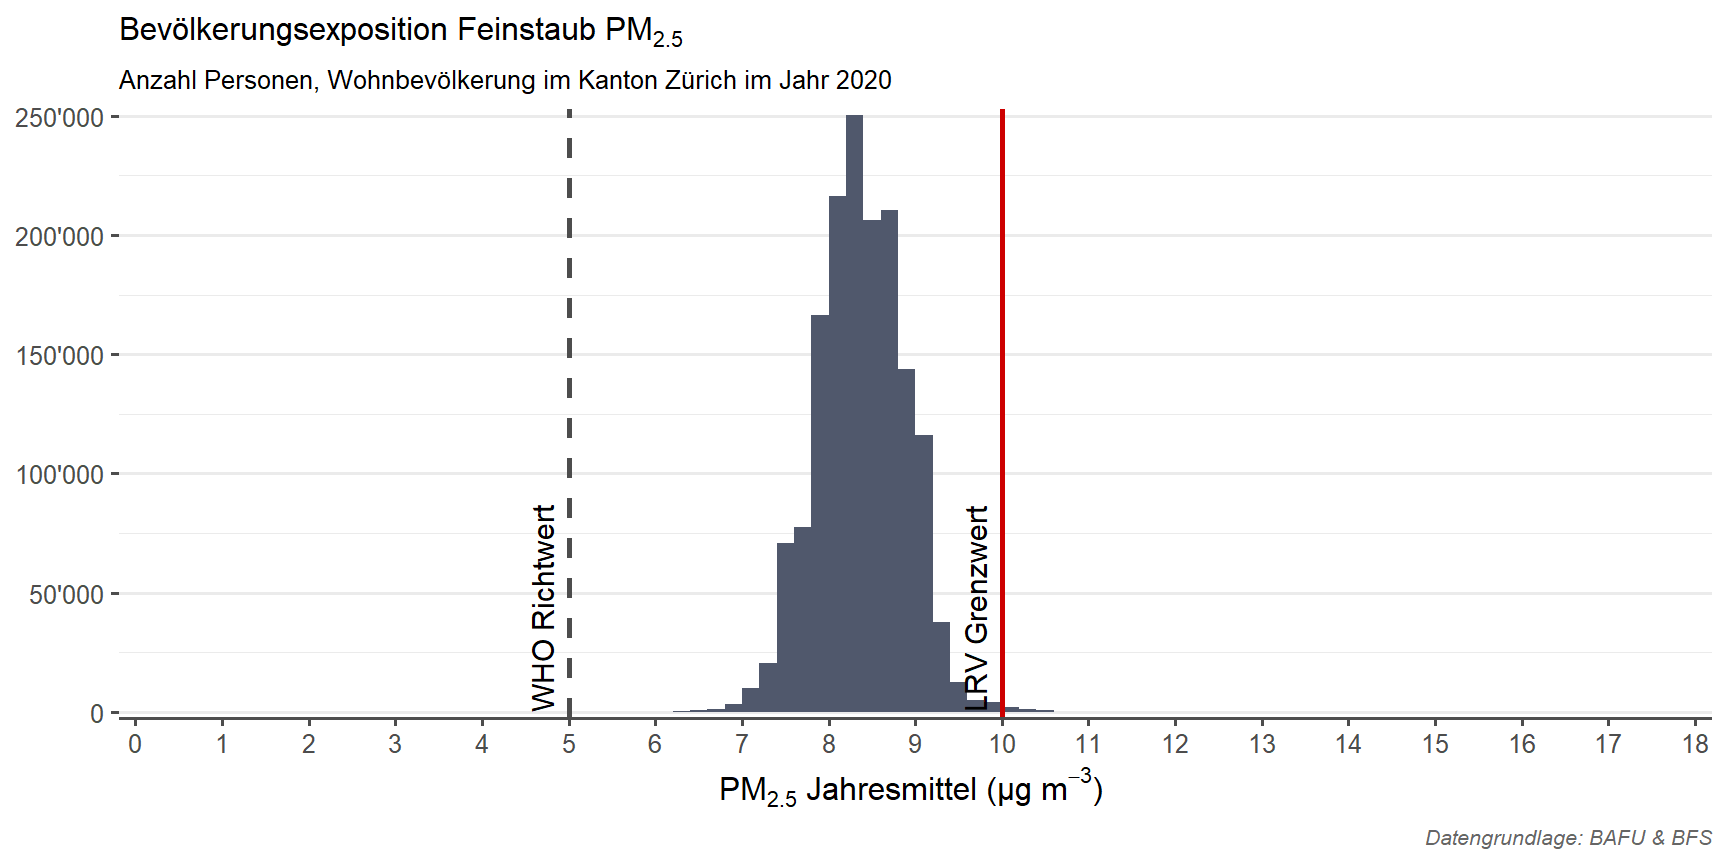 Bevölkerungsexposition Feinstaub PM2.5
Anzahl Personen, Wohnbevölkerung im Kanton Zürich im Jahr 2020
250'000
200'000
150'000
100'000
50'000
0
WHO Richtwert
LRV Grenzwert
0 1 2 3 4 5 6 7 8 9 10 11 12 13 14 15 16 17 18
PM2.5 Jahresmittel (µg m−3)
Datengrundlage: BAFU & BFS